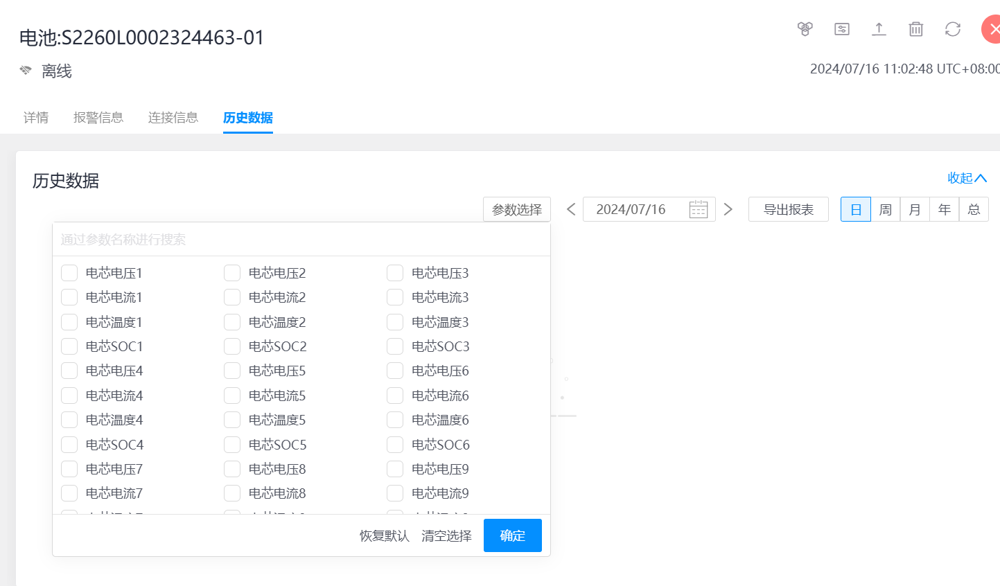 电池:S2260L0002324463-01
离线
2024/07/16 11:02:48 UTC+08:00
详情 报警信息 连接信息 历史数据
历史数据
收起
参数选择 2024/07/16 导出报表 日 周 月 年 总
通过参数名称进行搜索
电芯电压1 电芯电压2 电芯电压3
电芯电流1 电芯电流2 电芯电流3
电芯温度1 电芯温度2 电芯温度3
电芯SOC1 电芯SOC2 电芯SOC3
电芯电压4 电芯电压5 电芯电压6
电芯电流4 电芯电流5 电芯电流6
电芯温度4 电芯温度5 电芯温度6
电芯SOC4 电芯SOC5 电芯SOC6
电芯电压7 电芯电压8 电芯电压9
电芯电流7 电芯电流8 电芯电流9
恢复默认 清空选择 确定